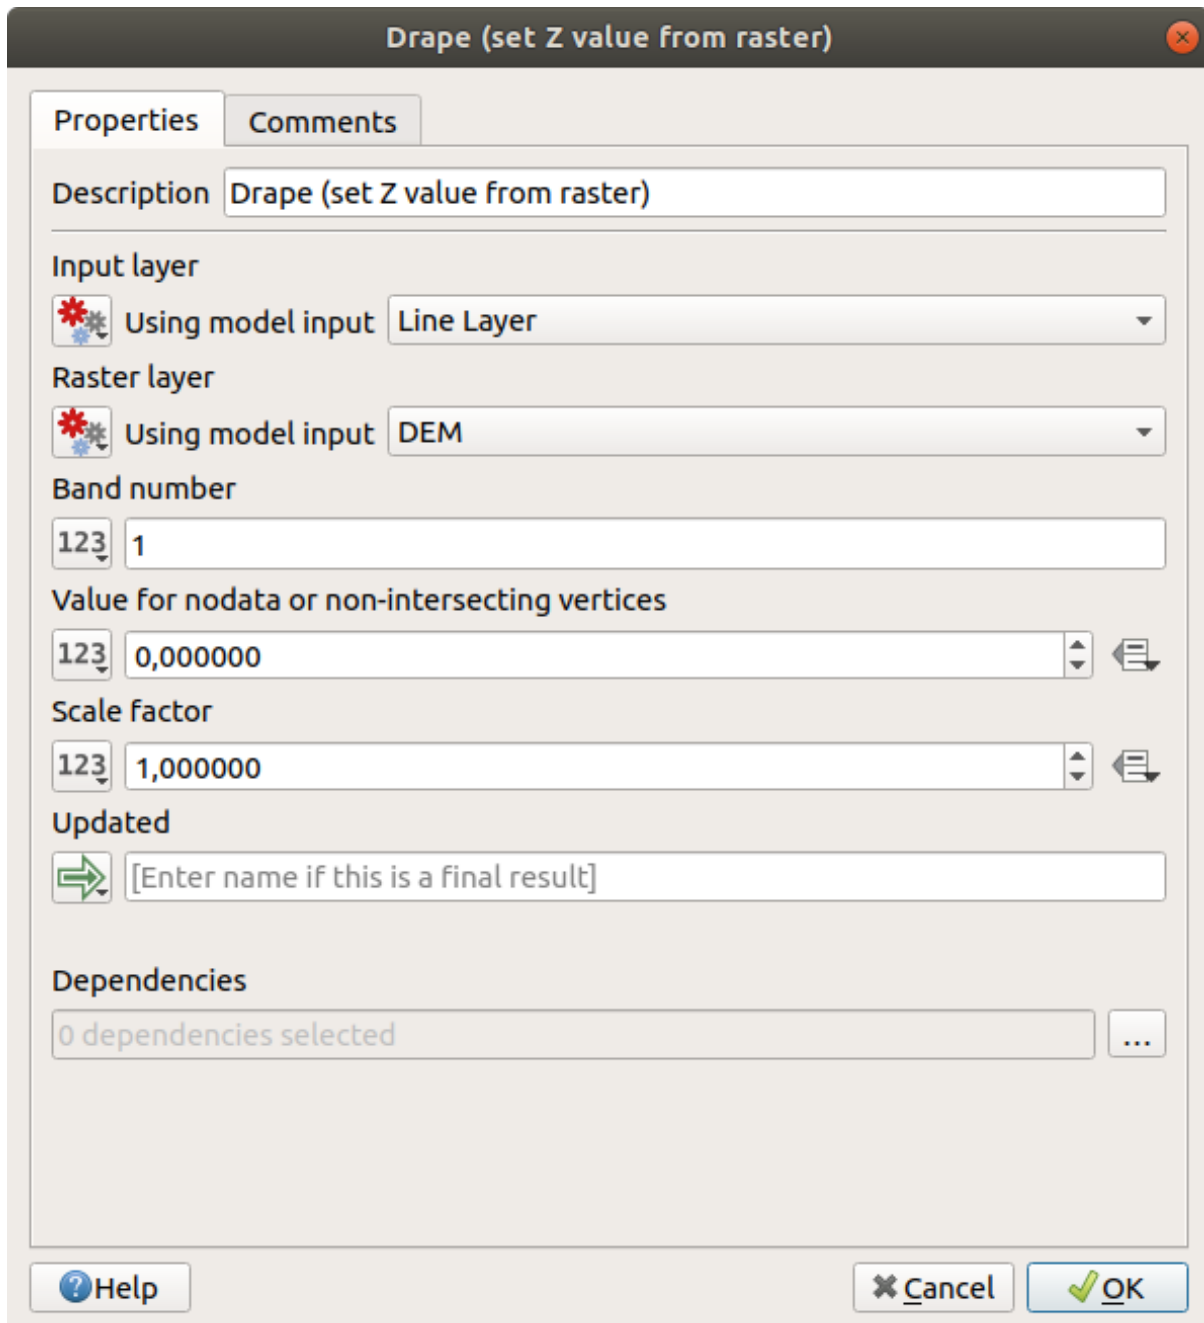 Drape (set Z value from raster)
Properties Comments
Description Drape (set Z value from raster)
Input layer
Using model input Line Layer
Raster layer
Using model input DEM
Band number
123 1
Value for nodata or non-intersecting vertices
123 0,000000
Scale factor
123 1,000000
Updated
[Enter name if this is a final result]
Dependencies
0 dependencies selected ...
Help Cancel OK